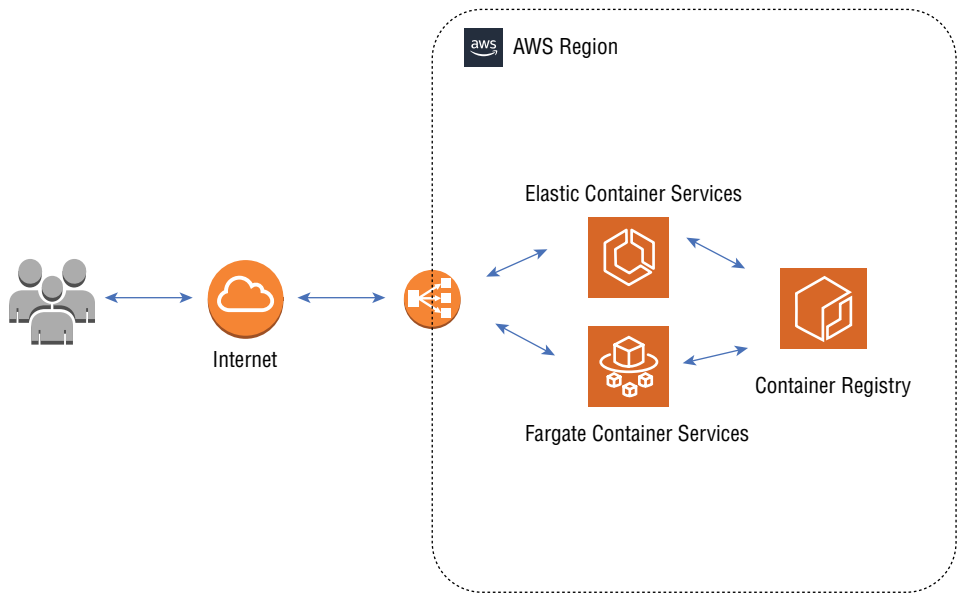 aws
AWS Region
Elastic Container Services
Internet
Container Registry
Fargate Container Services